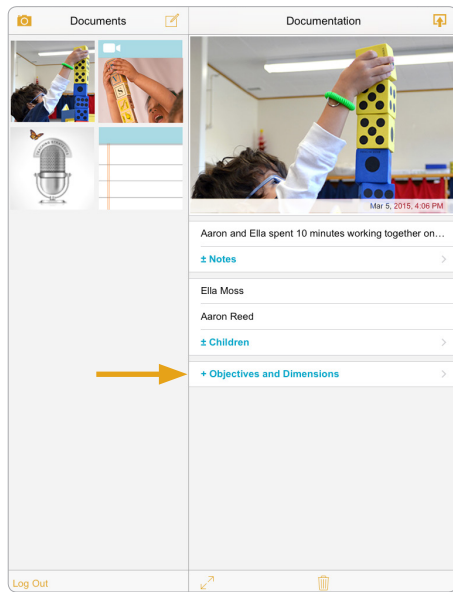 Documents
Documentation
Mar 5, 2015, 4:06 PM
Aaron and Ella spent 10 minutes working together on…
± Notes
Ella Moss
Aaron Reed
± Children
+ Objectives and Dimensions
Log Out